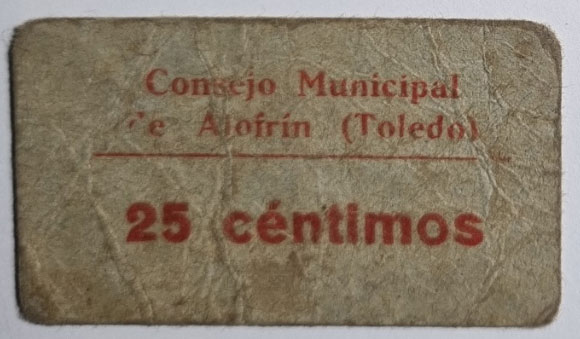 Consejo Municipal
de Ajofrín (Toledo)
25 céntimos